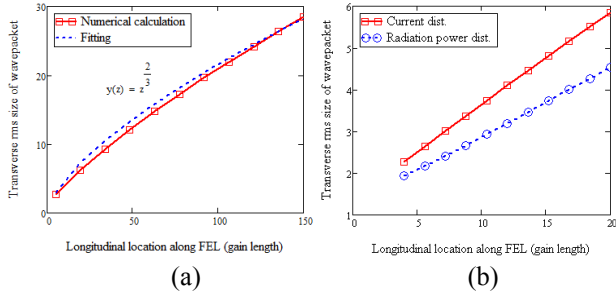 Transverse rms size of wavepacket
30
20
10
0
Numerical calculation
Fitting
y(z) = z^(2/3)
0 50 100 150
Longitudinal location along FEL (gain length)
(a)
Transverse rms size of wavepacket
6
5
4
3
2
1
Current dist.
Radiation power dist.
0 5 10 15 20
Longitudinal location along FEL (gain length)
(b)